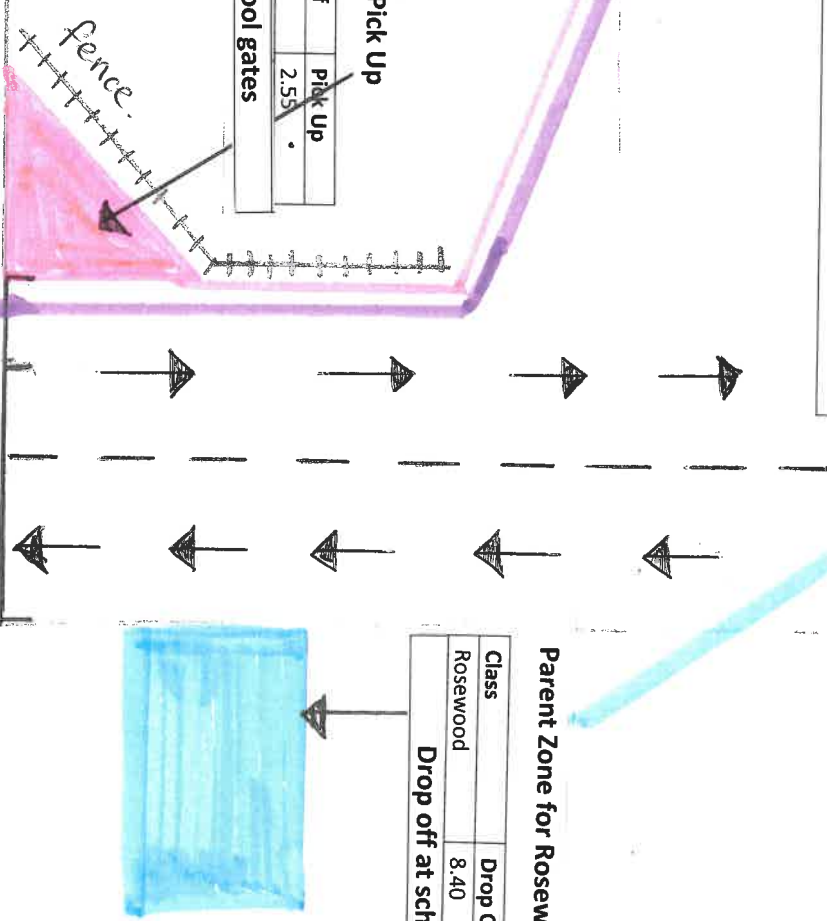 Pick Up
Pick Up
2.55
ool gates
fence.
Parent Zone for Rosew
Class Drop O
Rosewood 8.40
Drop off at sch